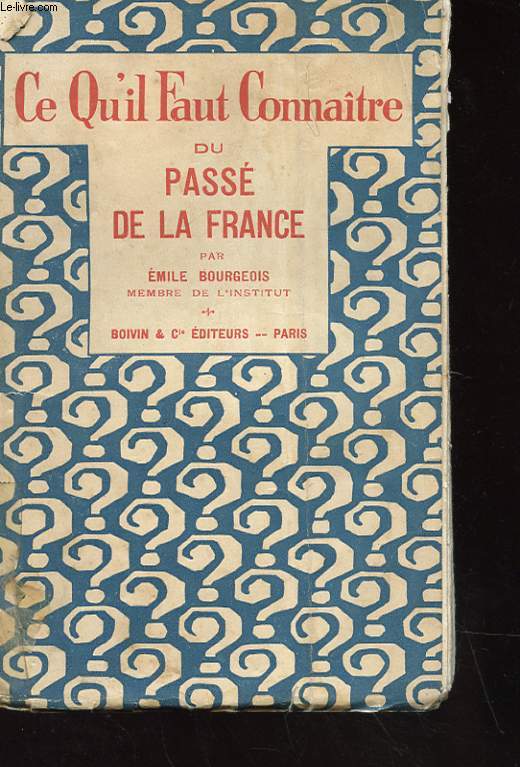 Le-livre.com
Ce Qu'il Faut Connaître
DU
PASSÉ
DE LA FRANCE
PAR
ÉMILE BOURGEOIS
MEMBRE DE L'INSTITUT
BOIVIN & Cie ÉDITEURS -- PARIS